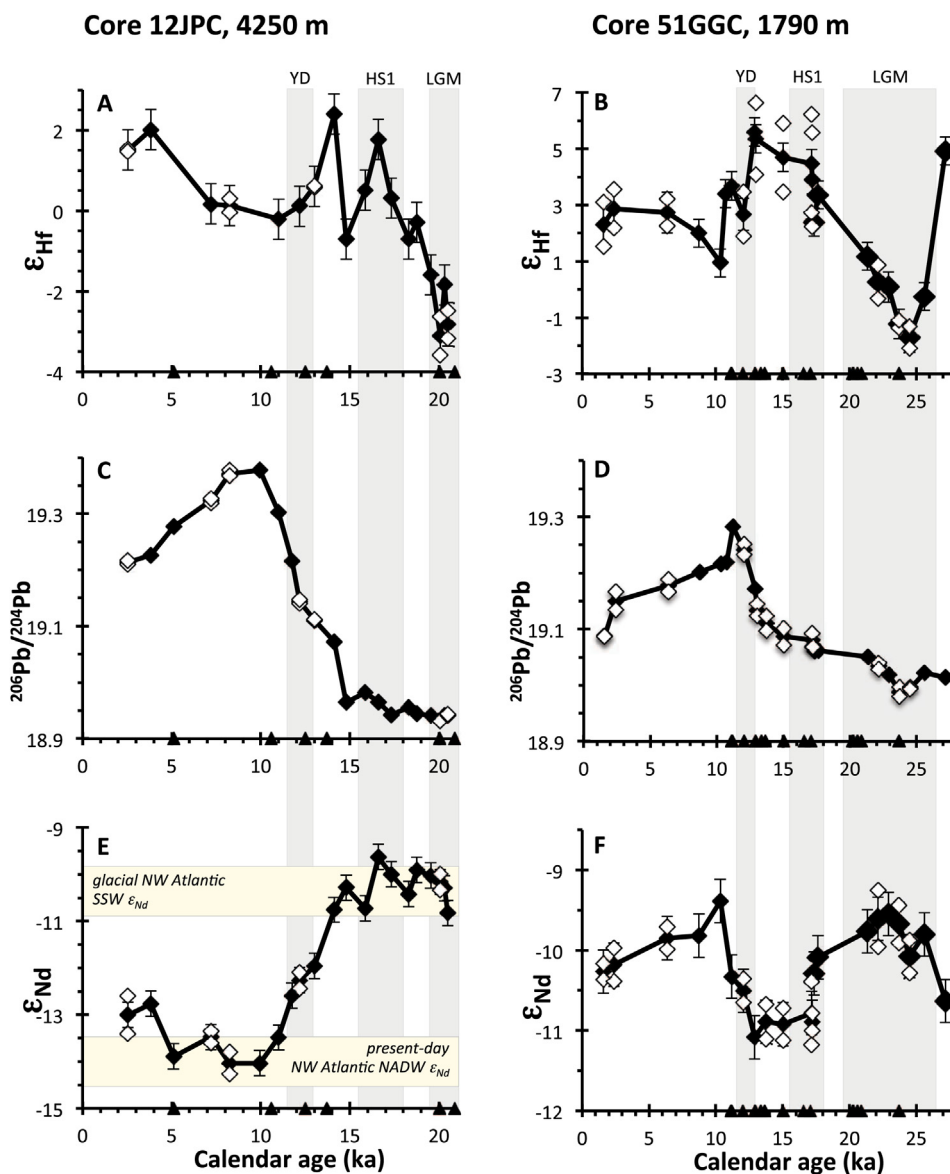 Core 12JPC, 4250 m
Core 51GGC, 1790 m
YD HS1 LGM
YD HS1 LGM
A
2
0
-2
-4
εHf
0 5 10 15 20
B
7
5
3
1
-1
-3
εHf
0 5 10 15 20 25
C
19.3
19.1
18.9
²⁰⁶Pb/²⁰⁴Pb
0 5 10 15 20
D
19.3
19.1
18.9
²⁰⁶Pb/²⁰⁴Pb
0 5 10 15 20 25
E
-9
-11
-13
-15
εNd
glacial NW Atlantic
SSW εNd
present-day
NW Atlantic NADW εNd
0 5 10 15 20
Calendar age (ka)
F
-9
-10
-11
-12
εNd
0 5 10 15 20 25
Calendar age (ka)